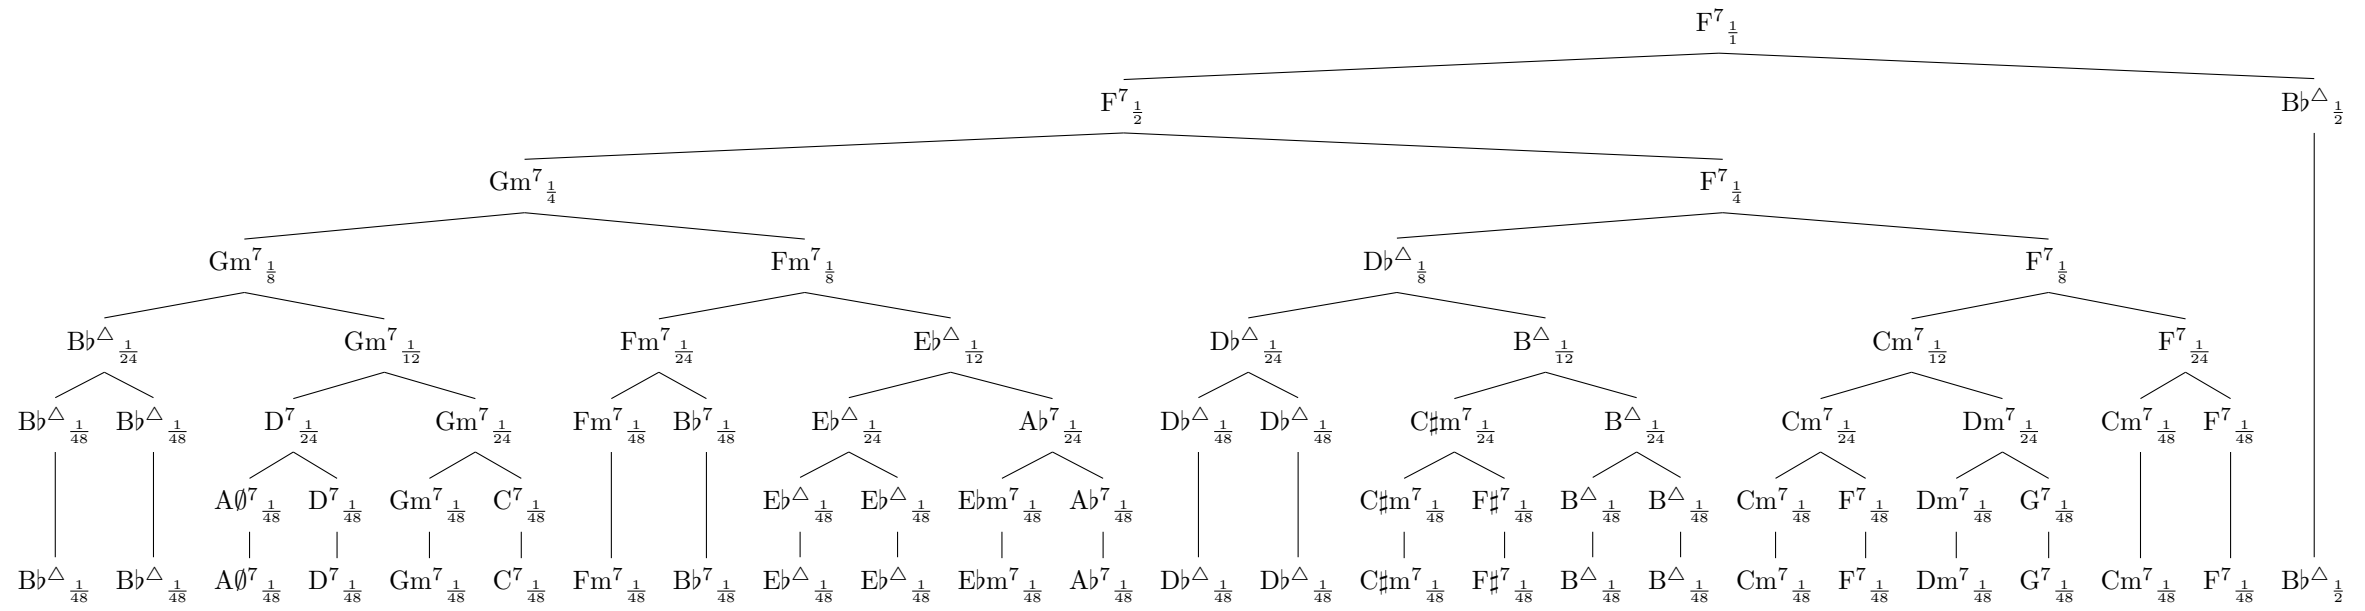 F⁷ 1/1
F⁷ 1/2 B♭△ 1/2
Gm⁷ 1/4 F⁷ 1/4
Gm⁷ 1/8 Fm⁷ 1/8 D♭△ 1/8 F⁷ 1/8
B♭△ 1/24 Gm⁷ 1/12 Fm⁷ 1/24 E♭△ 1/12 D♭△ 1/24 B△ 1/12 Cm⁷ 1/12 F⁷ 1/24
B♭△ 1/48 B♭△ 1/48 D⁷ 1/24 Gm⁷ 1/24 Fm⁷ 1/48 B♭⁷ 1/48 E♭△ 1/24 A♭⁷ 1/24 D♭△ 1/48 D♭△ 1/48 C♯m⁷ 1/24 B△ 1/24 Cm⁷ 1/24 Dm⁷ 1/24 Cm⁷ 1/48 F⁷ 1/48
A∅⁷ 1/48 D⁷ 1/48 Gm⁷ 1/48 C⁷ 1/48 E♭△ 1/48 E♭△ 1/48 E♭m⁷ 1/48 A♭⁷ 1/48 C♯m⁷ 1/48 F♯⁷ 1/48 B△ 1/48 B△ 1/48 Cm⁷ 1/48 F⁷ 1/48 Dm⁷ 1/48 G⁷ 1/48
B♭△ 1/48 B♭△ 1/48 A∅⁷ 1/48 D⁷ 1/48 Gm⁷ 1/48 C⁷ 1/48 Fm⁷ 1/48 B♭⁷ 1/48 E♭△ 1/48 E♭△ 1/48 E♭m⁷ 1/48 A♭⁷ 1/48 D♭△ 1/48 D♭△ 1/48 C♯m⁷ 1/48 F♯⁷ 1/48 B△ 1/48 B△ 1/48 Cm⁷ 1/48 F⁷ 1/48 Dm⁷ 1/48 G⁷ 1/48 Cm⁷ 1/48 F⁷ 1/48 B♭△ 1/2